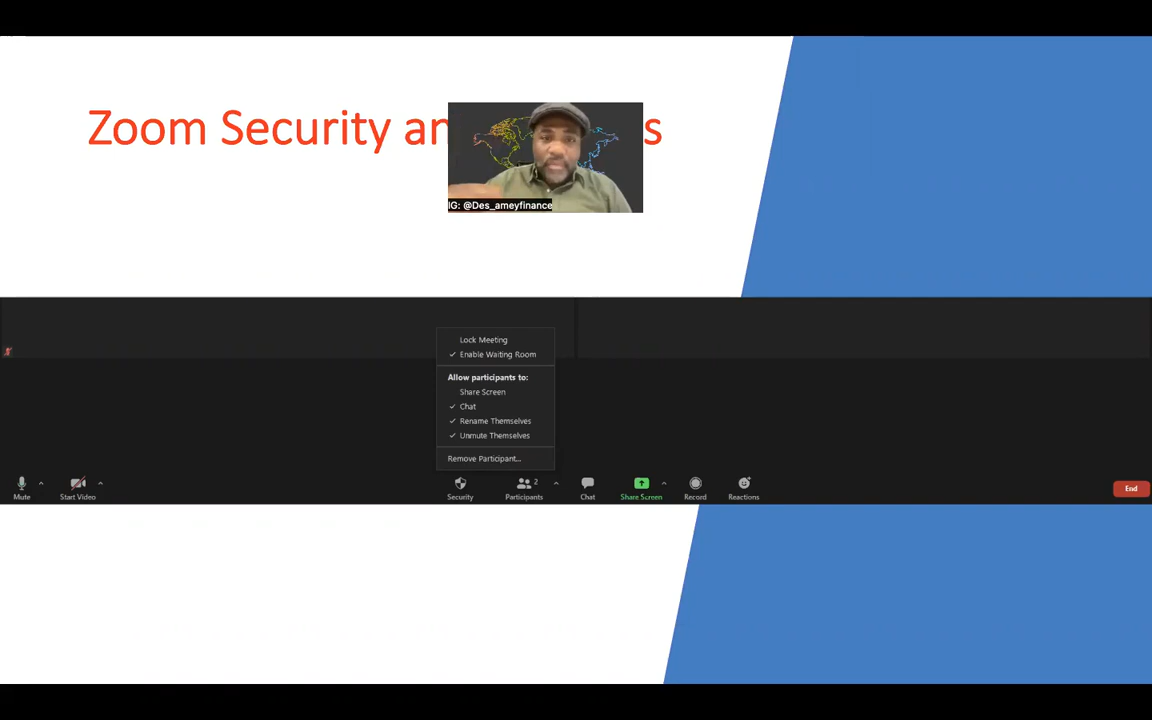 Zoom Security an s
IG: @Des_ameyfinance
Lock Meeting
✓ Enable Waiting Room
Allow participants to:
Share Screen
✓ Chat
✓ Rename Themselves
✓ Unmute Themselves
Remove Participant...
2
Mute
Start Video
Security
Participants
Chat
Share Screen
Record
Reactions
End